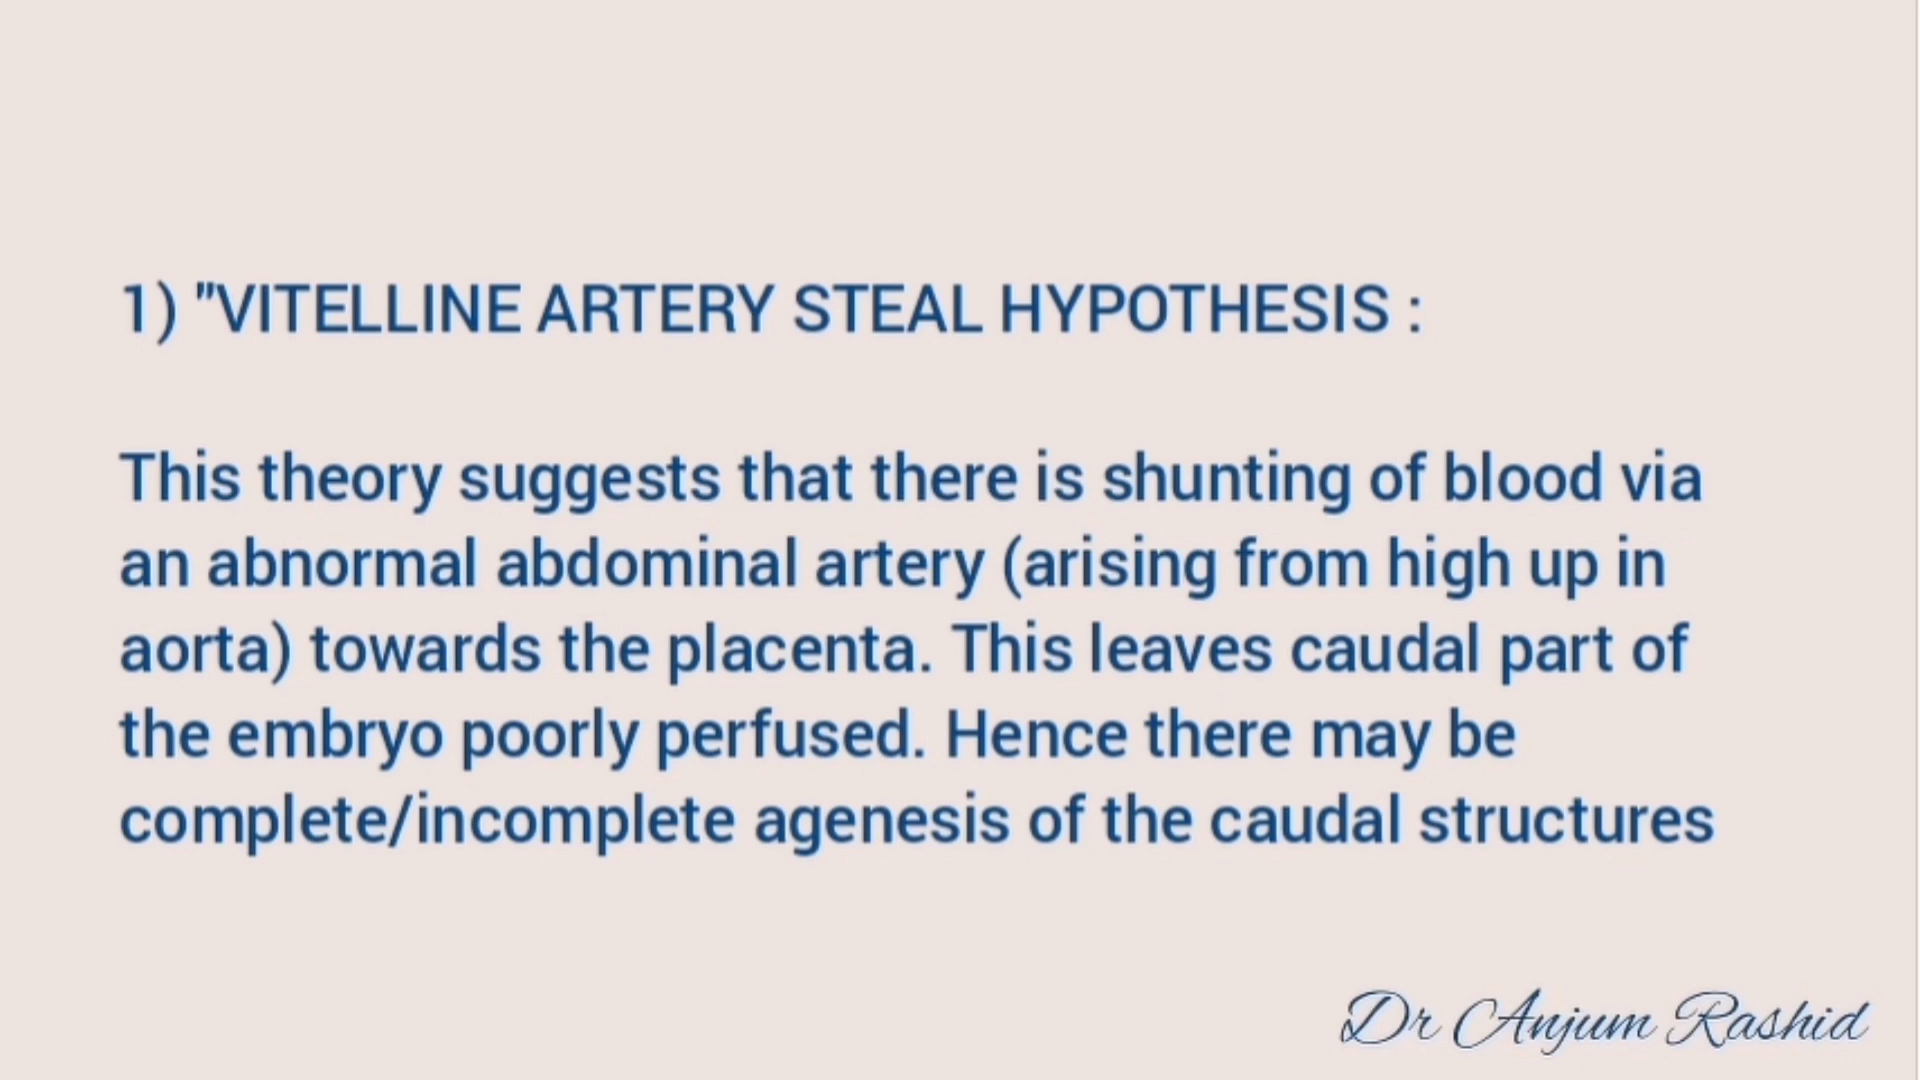 1) "VITELLINE ARTERY STEAL HYPOTHESIS :
This theory suggests that there is shunting of blood via
an abnormal abdominal artery (arising from high up in
aorta) towards the placenta. This leaves caudal part of
the embryo poorly perfused. Hence there may be
complete/incomplete agenesis of the caudal structures
Dr Anjum Rashid